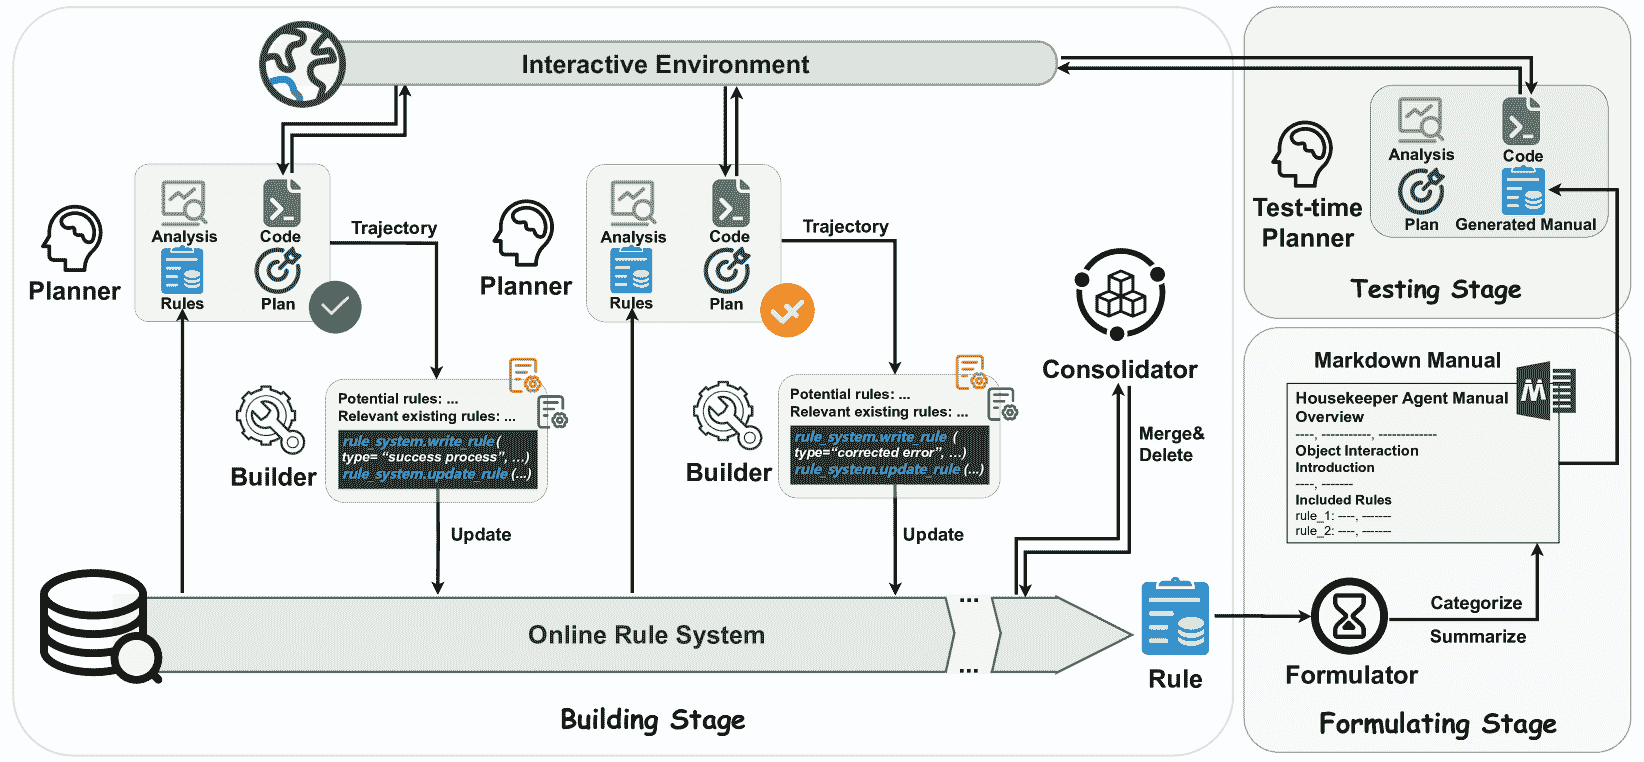 Interactive Environment
Analysis
Code
Rules
Plan
Planner
Trajectory
Potential rules: ...
Relevant existing rules: ...
rule_system.write_rule (
type= “success process”, ...)
rule_system.update_rule (...)
Builder
Update
Analysis
Code
Rules
Plan
Planner
Trajectory
Potential rules: ...
Relevant existing rules: ...
rule_system.write_rule (
type=“corrected error”, ...)
rule_system.update_rule (...)
Builder
Update
Consolidator
Merge&
Delete
Online Rule System
...
...
Rule
Building Stage
Analysis
Code
Plan
Generated Manual
Test-time
Planner
Testing Stage
Markdown Manual
M
Housekeeper Agent Manual
Overview
----, -----------, -------------
Object Interaction
Introduction
----, -------
Included Rules
rule_1: ----, -------
rule_2: ----, -------
Categorize
Summarize
Formulator
Formulating Stage